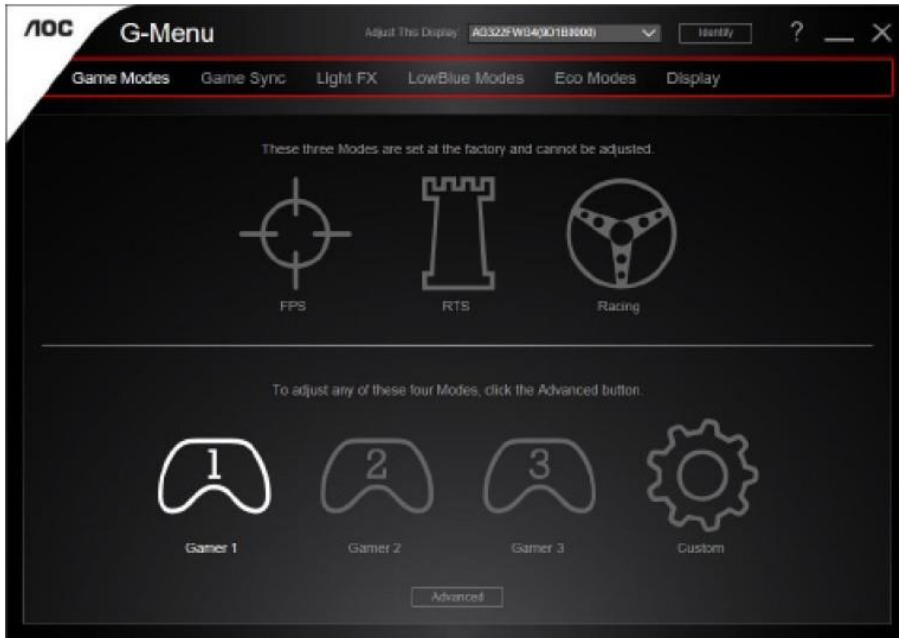 AOC G-Menu Adjust This Display: AG322FWG4(9D1B8000) Identify ?
Game Modes Game Sync Light FX LowBlue Modes Eco Modes Display
These three Modes are set at the factory and cannot be adjusted.
FPS RTS Racing
To adjust any of these four Modes, click the Advanced button.
1 2 3
Gamer 1 Gamer 2 Gamer 3 Custom
Advanced